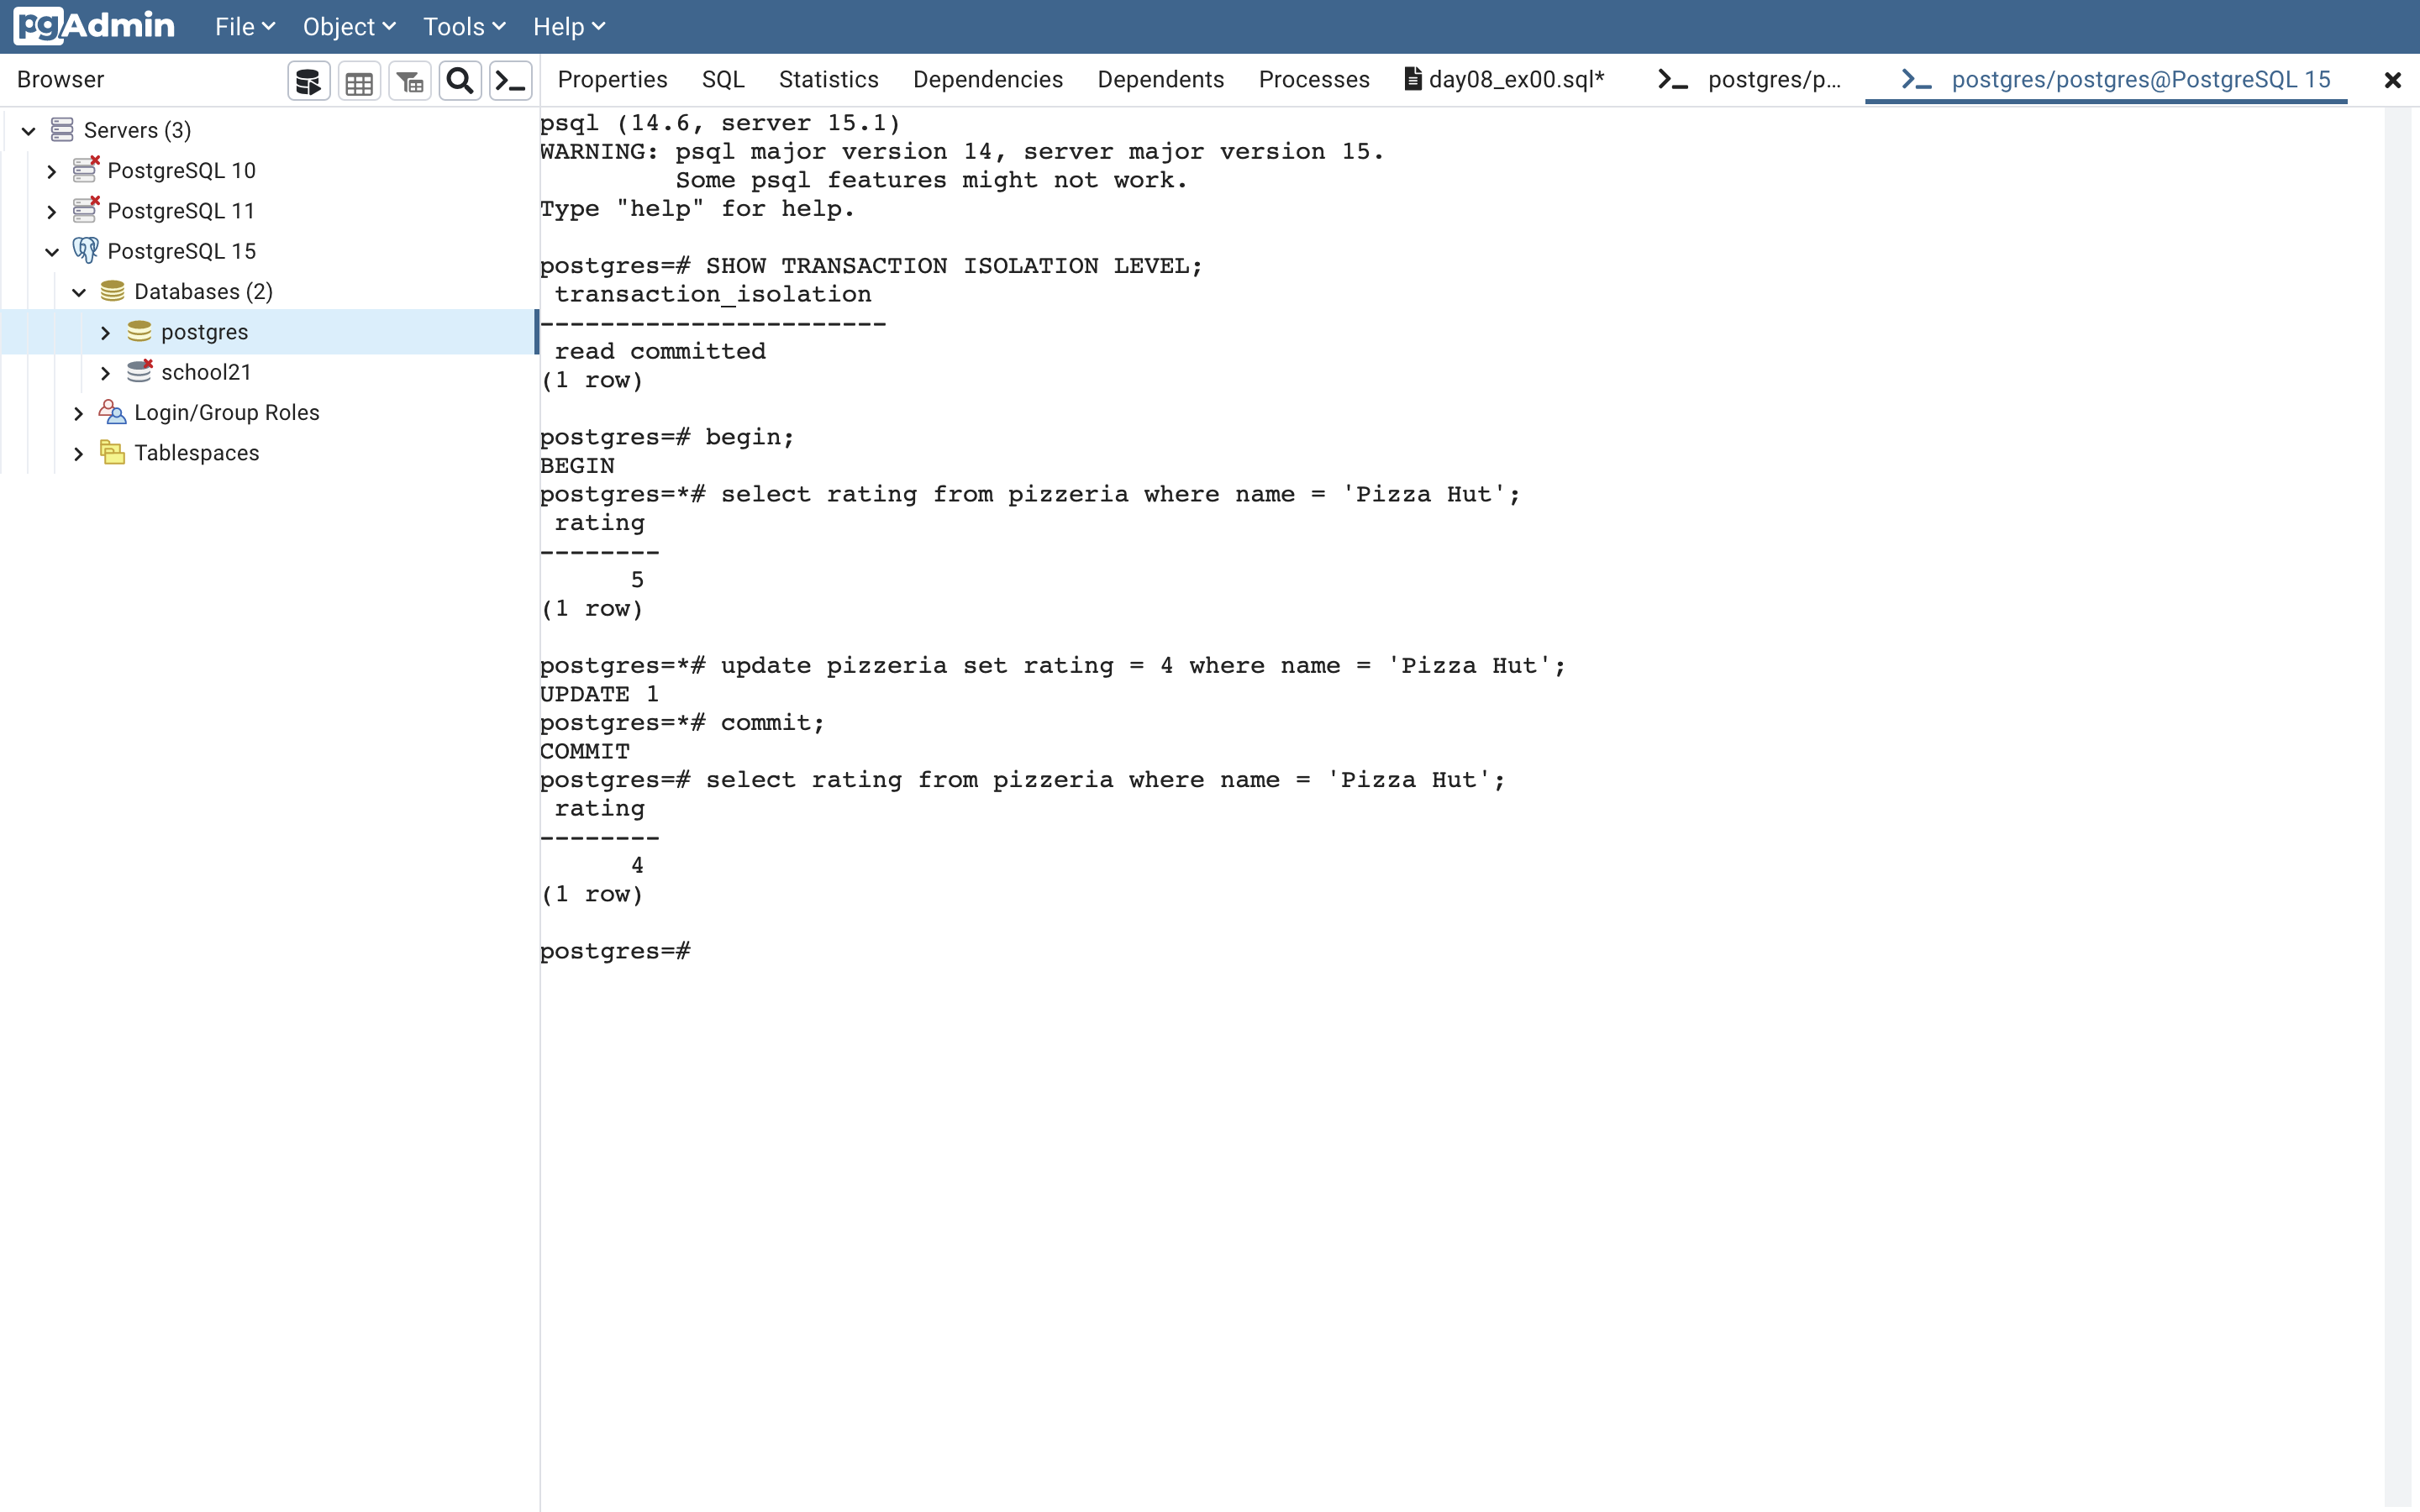 pgAdmin File Object Tools Help
Browser
Properties SQL Statistics Dependencies Dependents Processes day08_ex00.sql* postgres/p... postgres/postgres@PostgreSQL 15
Servers (3)
PostgreSQL 10
PostgreSQL 11
PostgreSQL 15
Databases (2)
postgres
school21
Login/Group Roles
Tablespaces
psql (14.6, server 15.1)
WARNING: psql major version 14, server major version 15.
         Some psql features might not work.
Type "help" for help.

postgres=# SHOW TRANSACTION ISOLATION LEVEL;
 transaction_isolation
-----------------------
 read committed
(1 row)

postgres=# begin;
BEGIN
postgres=*# select rating from pizzeria where name = 'Pizza Hut';
 rating
--------
      5
(1 row)

postgres=*# update pizzeria set rating = 4 where name = 'Pizza Hut';
UPDATE 1
postgres=*# commit;
COMMIT
postgres=# select rating from pizzeria where name = 'Pizza Hut';
 rating
--------
      4
(1 row)

postgres=#